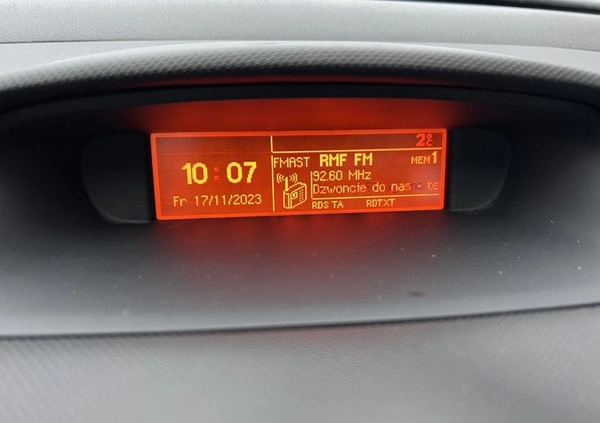 2°C
10:07
Fr 17/11/2023
FMAST RMF FM MEM1
92.60 MHz
Dzwoncie do nas - te
RDS TA RDTXT